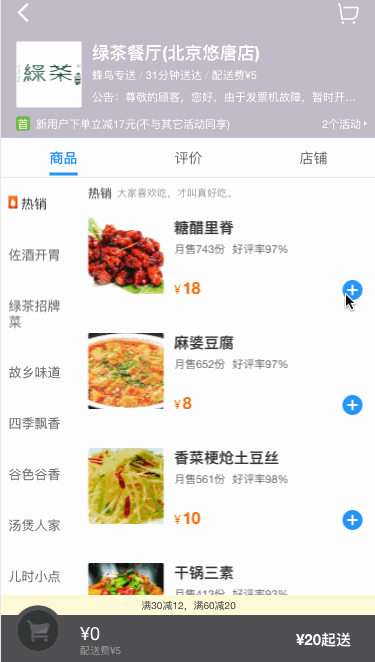 緑茶
绿茶餐厅(北京悠唐店)
蜂鸟专送 / 31分钟送达 / 配送费¥5
公告：尊敬的顾客，您好，由于发票机故障，暂时开...
首 新用户下单立减17元(不与其它活动同享)
2个活动
商品
评价
店铺
热销
佐酒开胃
绿茶招牌
菜
故乡味道
四季飘香
谷色谷香
汤煲人家
儿时小点
热销 大家喜欢吃，才叫真好吃。
糖醋里脊
月售743份 好评率97%
¥18
麻婆豆腐
月售652份 好评率97%
¥8
香菜梗炝土豆丝
月售561份 好评率98%
¥10
干锅三素
月售413份 好评率93%
满30减12，满60减20
¥0
配送费¥5
¥20起送